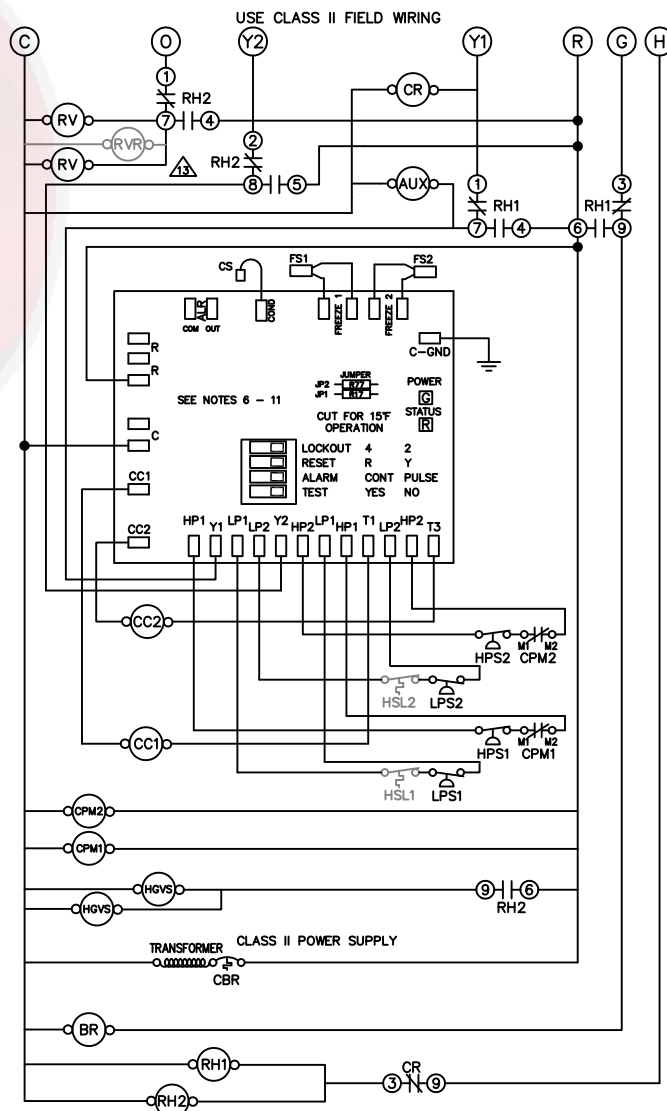 USE CLASS II FIELD WIRING
C O Y2 Y1 R G H
1 RH2 CR
RV 7 4
RVR 2
RV 13 RH2 8 5
AUX 1 RH1 3 RH1
7 4 6 9
CS FS1 FS2
ALR
COM OUT COND FREEZE 1 FREEZE 2
C-GND
R
R
JUMPER
JP2 R77
JP1 R17
POWER
G
SEE NOTES 6 - 11
CUT FOR 15°F
OPERATION
STATUS
R
C
LOCKOUT 4 2
RESET R Y
ALARM CONT PULSE
TEST YES NO
CC1
CC2
HP1 Y1 LP1 LP2 Y2 HP2 LP1 HP1 T1 LP2 HP2 T3
CC2
M1 M2
HPS2 CPM2
HSL2 LPS2
CC1
M1 M2
HPS1 CPM1
HSL1 LPS1
CPM2
CPM1
HGVS 9 6
HGVS RH2
TRANSFORMER CLASS II POWER SUPPLY
CBR
BR
RH1 CR
3 9
RH2